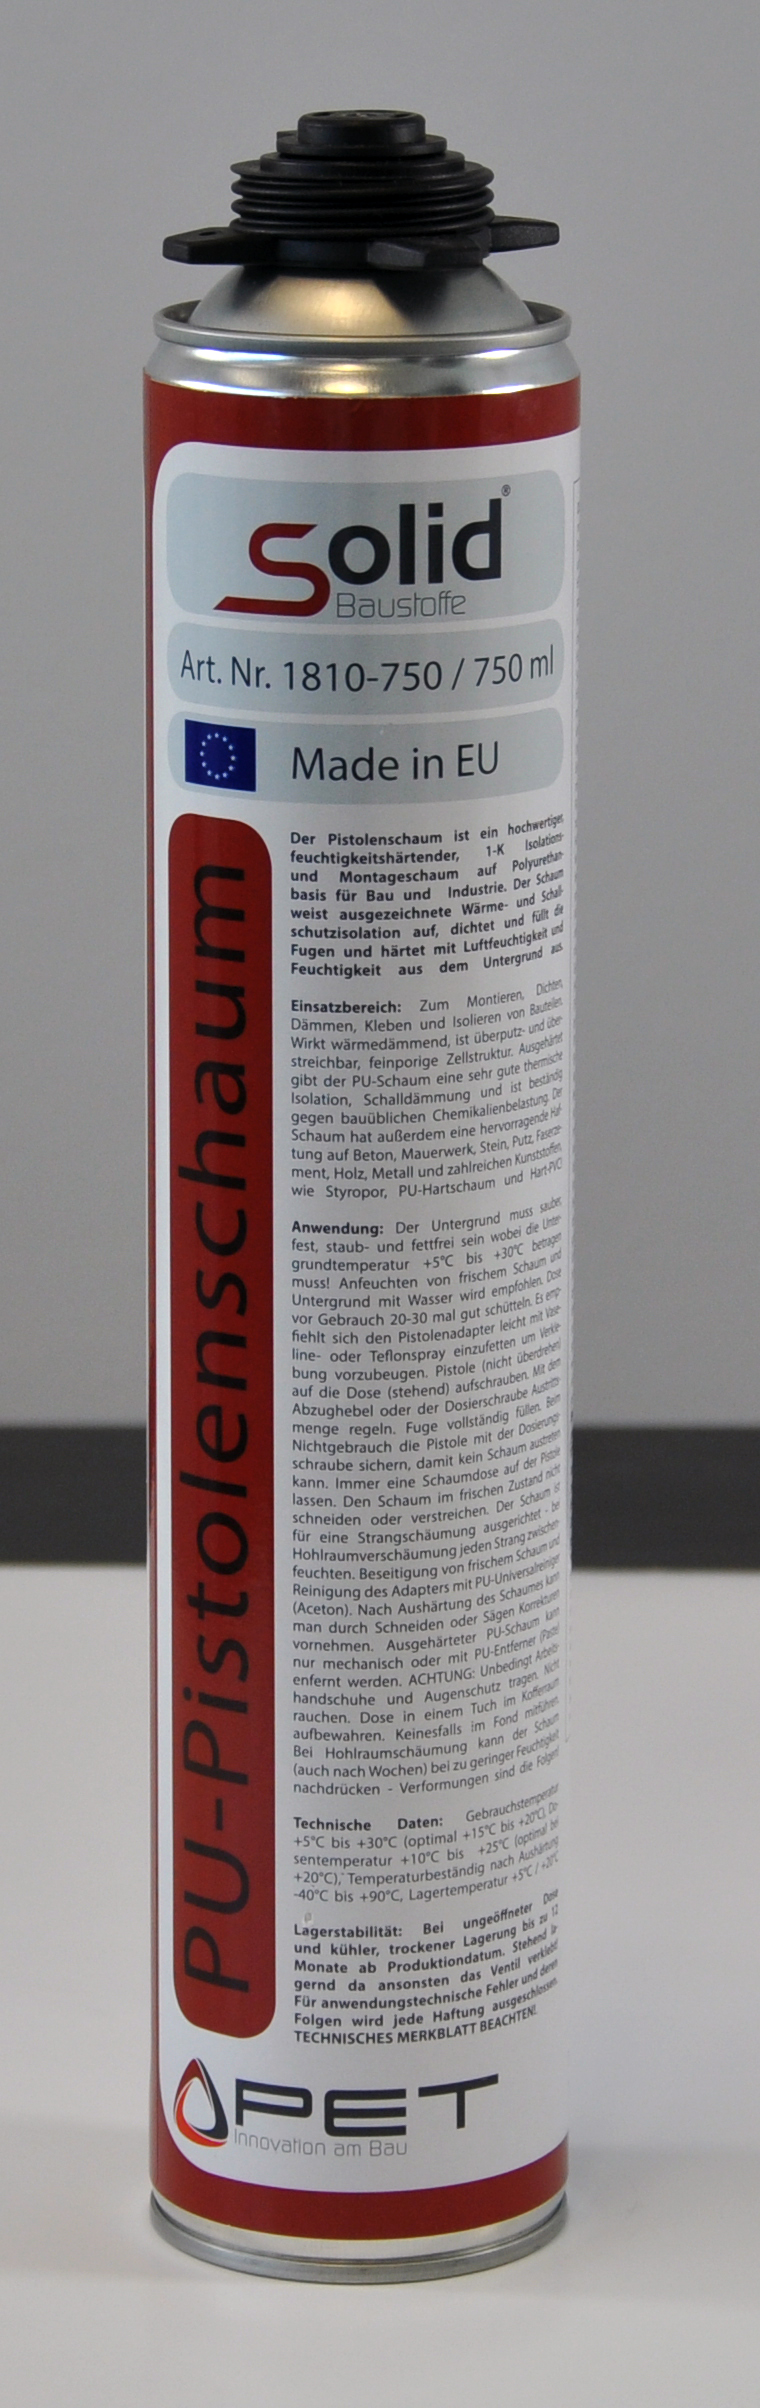 Solid®
Baustoffe
Art. Nr. 1810-750 / 750 ml
Made in EU
PU-Pistolenschaum
Der Pistolenschaum ist ein hochwertiger,
feuchtigkeitshärtender, 1-K Isolations-
und Montageschaum auf Polyurethan-
basis für Bau und Industrie. Der Schaum
weist ausgezeichnete Wärme- und Schall-
schutzisolation auf, dichtet und füllt die
Fugen und härtet mit Luftfeuchtigkeit und
Feuchtigkeit aus dem Untergrund aus.
Einsatzbereich: Zum Montieren, Dichten,
Dämmen, Kleben und Isolieren von Bauteilen.
Wirkt wärmedämmend, ist überputz- und über-
streichbar, feinporige Zellstruktur. Ausgehärtet
gibt der PU-Schaum eine sehr gute thermische
Isolation, Schalldämmung und ist beständig
gegen bauüblichen Chemikalienbelastung. Der
Schaum hat außerdem eine hervorragende Haf-
tung auf Beton, Mauerwerk, Stein, Putz, Faserze-
ment, Holz, Metall und zahlreichen Kunststoffen,
wie Styropor, PU-Hartschaum und Hart-PVC!
Anwendung: Der Untergrund muss sauber,
fest, staub- und fettfrei sein wobei die Unter-
grundtemperatur +5°C bis +30°C betragen
muss! Anfeuchten von frischem Schaum und
Untergrund mit Wasser wird empfohlen. Dose
vor Gebrauch 20-30 mal gut schütteln. Es emp-
fiehlt sich den Pistolenadapter leicht mit Vase-
line- oder Teflonspray einzufetten um Verkle-
bung vorzubeugen. Pistole (nicht überdrehen)
auf die Dose (stehend) aufschrauben. Mit dem
Abzughebel oder der Dosierschraube Austritts-
menge regeln. Fuge vollständig füllen. Beim
Nichtgebrauch die Pistole mit der Dosierungs-
schraube sichern, damit kein Schaum austreten
kann. Immer eine Schaumdose auf der Pistole
lassen. Den Schaum im frischen Zustand nicht
schneiden oder verstreichen. Der Schaum ist
für eine Strangschäumung ausgerichtet - bei
Hohlraumverschäumung jeden Strang zwischen-
feuchten. Beseitigung von frischem Schaum und
Reinigung des Adapters mit PU-Universalreiniger
(Aceton). Nach Aushärtung des Schaumes kann
man durch Schneiden oder Sägen Korrekturen
vornehmen. Ausgehärteter PU-Schaum kann
nur mechanisch oder mit PU-Entferner (Paste)
enfernt werden. ACHTUNG: Unbedingt Arbeits-
handschuhe und Augenschutz tragen. Nicht
rauchen. Dose in einem Tuch im Kofferraum
aufbewahren. Keinesfalls im Fond mitführen.
Bei Hohlraumschäumung kann der Schaum
(auch nach Wochen) bei zu geringer Feuchtigkeit
nachdrücken - Verformungen sind die Folgen!
Technische Daten: Gebrauchstemperatur
+5°C bis +30°C (optimal +15°C bis +20°C), Do-
sentemperatur +10°C bis +25°C (optimal bei
+20°C), Temperaturbeständig nach Aushärtung
-40°C bis +90°C, Lagertemperatur +5°C / +20°C
Lagerstabilität: Bei ungeöffneter Dose
und kühler, trockener Lagerung bis zu 12
Monate ab Produktiondatum. Stehend la-
gernd da ansonsten das Ventil verklebt!
Für anwendungstechnische Fehler und deren
Folgen wird jede Haftung ausgeschlossen.
TECHNISCHES MERKBLATT BEACHTEN!
PET
Innovation am Bau